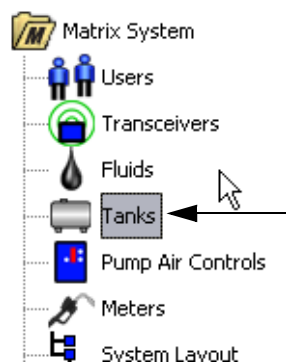 Matrix System
Users
Transceivers
Fluids
Tanks
Pump Air Controls
Meters
System Layout